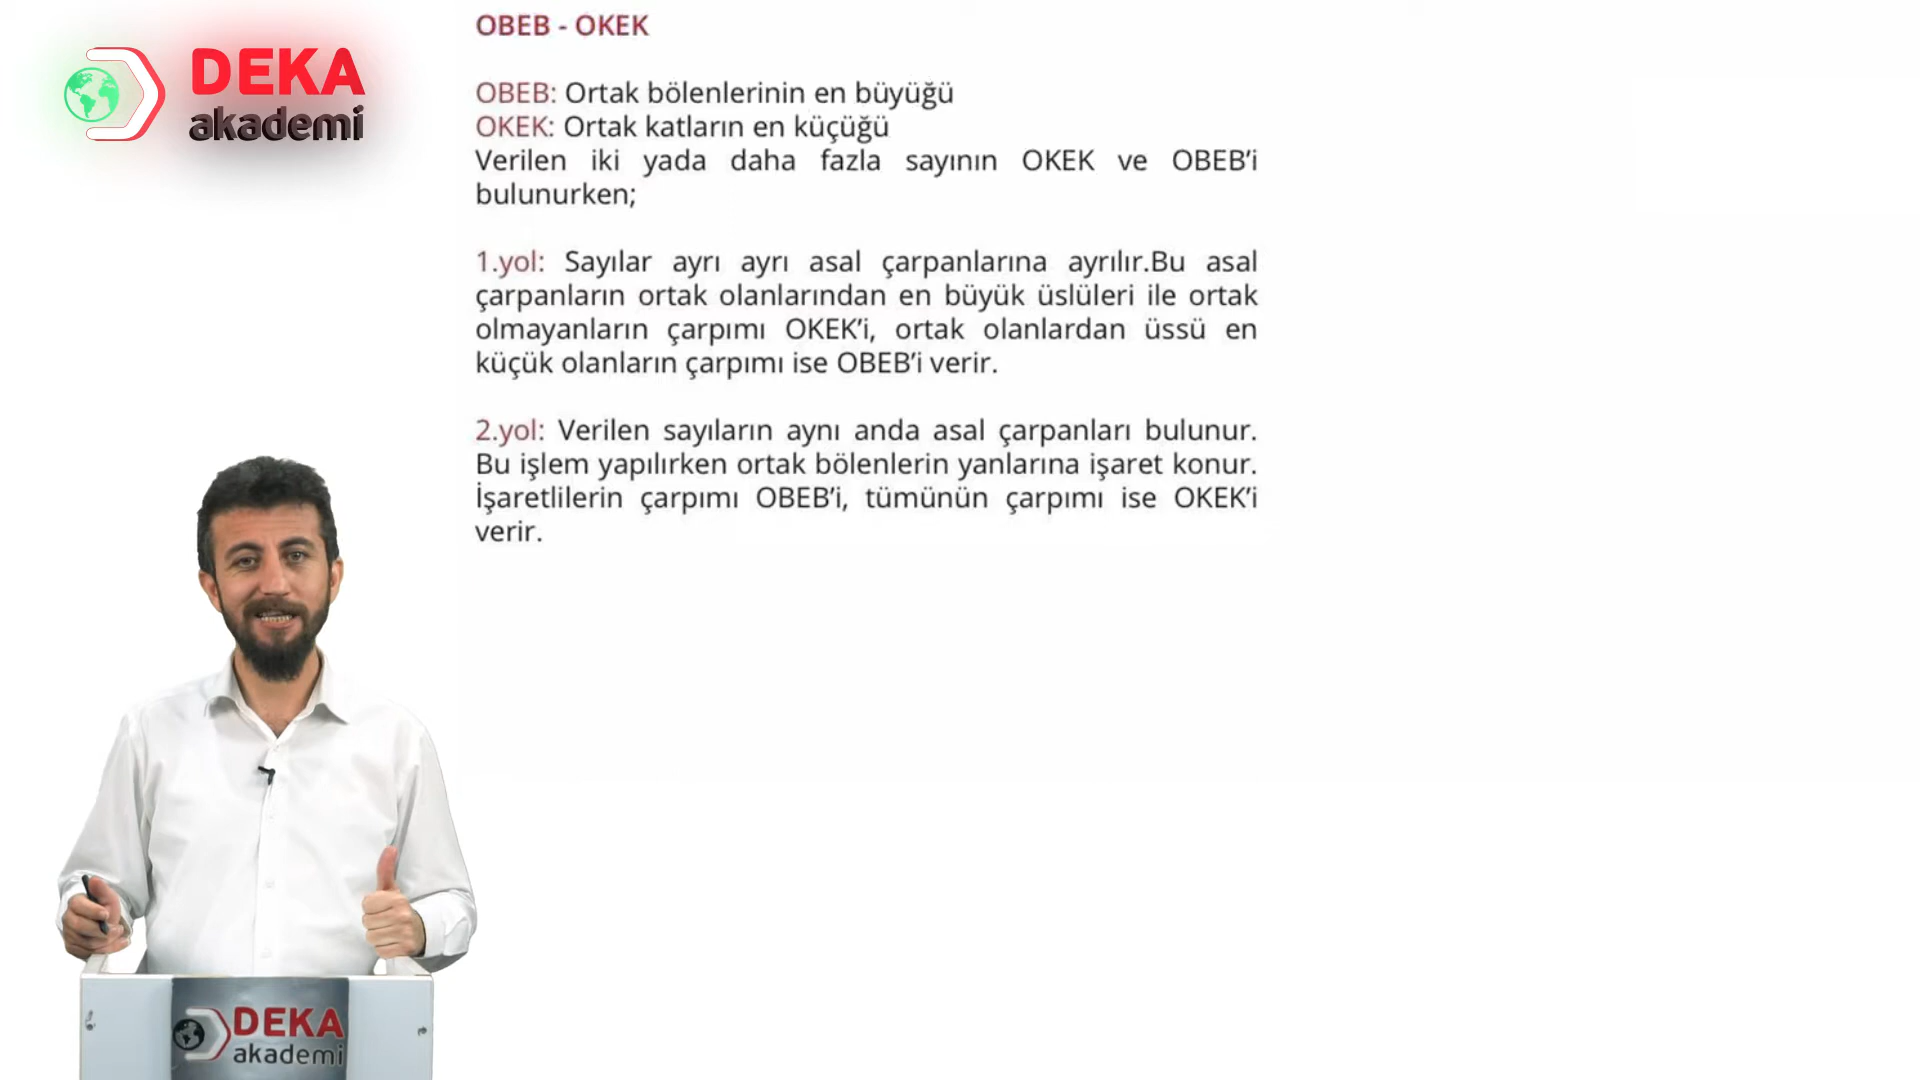 DEKA
akademi
OBEB - OKEK
OBEB: Ortak bölenlerinin en büyüğü
OKEK: Ortak katların en küçüğü
Verilen iki yada daha fazla sayının OKEK ve OBEB’i
bulunurken;
1.yol: Sayılar ayrı ayrı asal çarpanlarına ayrılır.Bu asal
çarpanların ortak olanlarından en büyük üslüleri ile ortak
olmayanların çarpımı OKEK’i, ortak olanlardan üssü en
küçük olanların çarpımı ise OBEB’i verir.
2.yol: Verilen sayıların aynı anda asal çarpanları bulunur.
Bu işlem yapılırken ortak bölenlerin yanlarına işaret konur.
İşaretlilerin çarpımı OBEB’i, tümünün çarpımı ise OKEK’i
verir.
DEKA
akademi